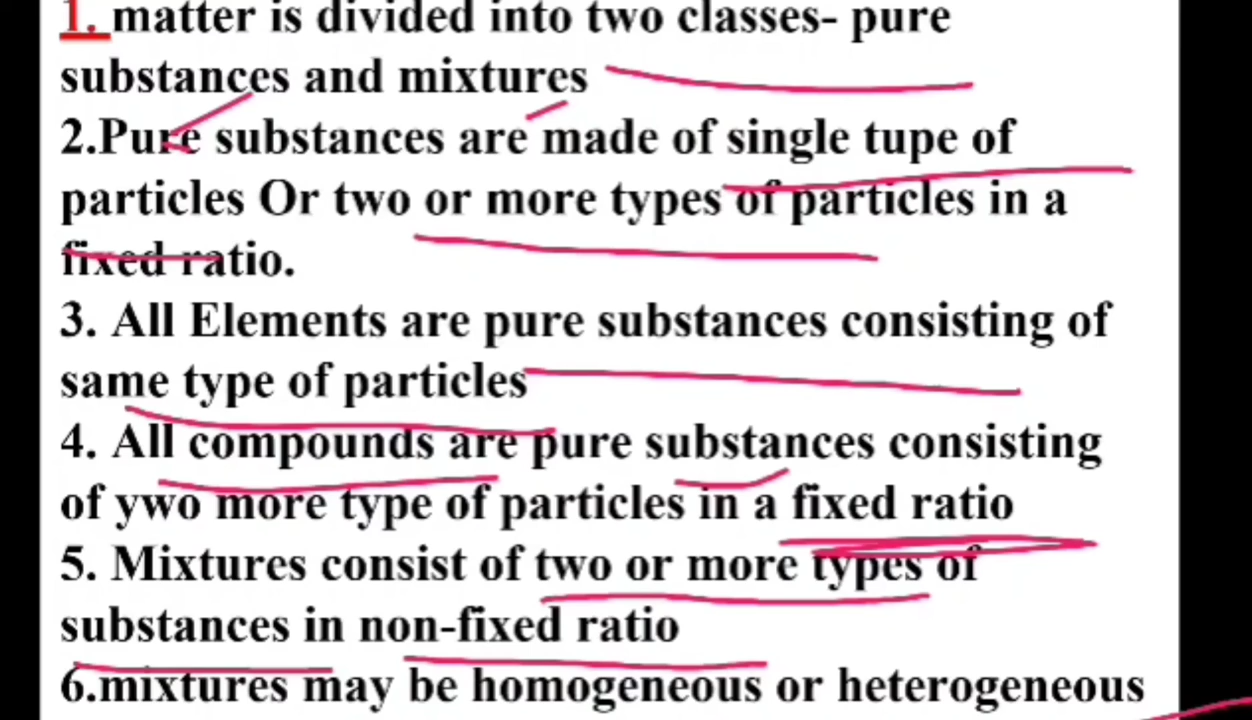 1. matter is divided into two classes- pure
substances and mixtures
2.Pure substances are made of single tupe of
particles Or two or more types of particles in a
fixed ratio.
3. All Elements are pure substances consisting of
same type of particles
4. All compounds are pure substances consisting
of ywo more type of particles in a fixed ratio
5. Mixtures consist of two or more types of
substances in non-fixed ratio
6.mixtures may be homogeneous or heterogeneous